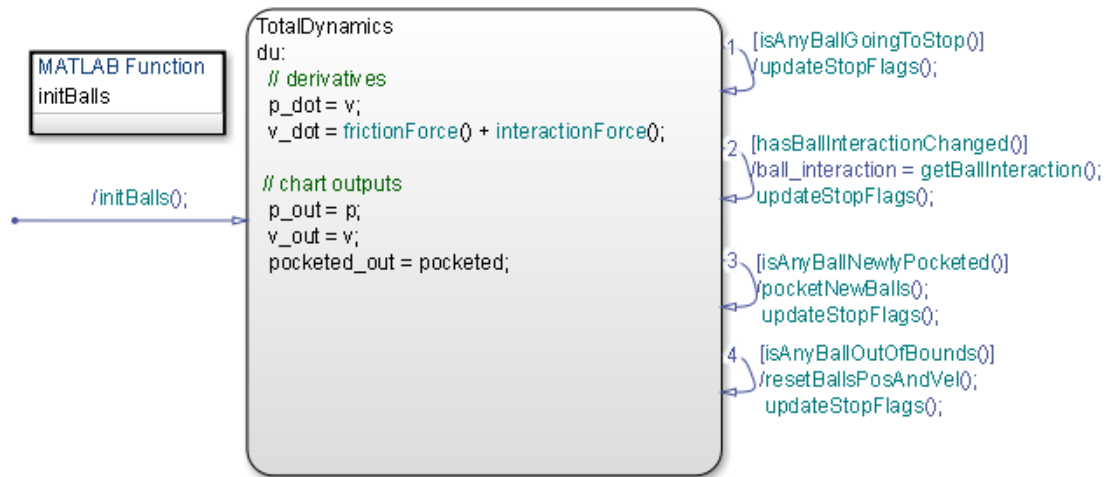 MATLAB Function
initBalls
/initBalls();
TotalDynamics
du:
// derivatives
p_dot = v;
v_dot = frictionForce() + interactionForce();
// chart outputs
p_out = p;
v_out = v;
pocketed_out = pocketed;
1
[isAnyBallGoingToStop()]
/updateStopFlags();
2
[hasBallInteractionChanged()]
/ball_interaction = getBallInteraction();
updateStopFlags();
3
[isAnyBallNewlyPocketed()]
/pocketNewBalls();
updateStopFlags();
4
[isAnyBallOutOfBounds()]
/resetBallsPosAndVel();
updateStopFlags();